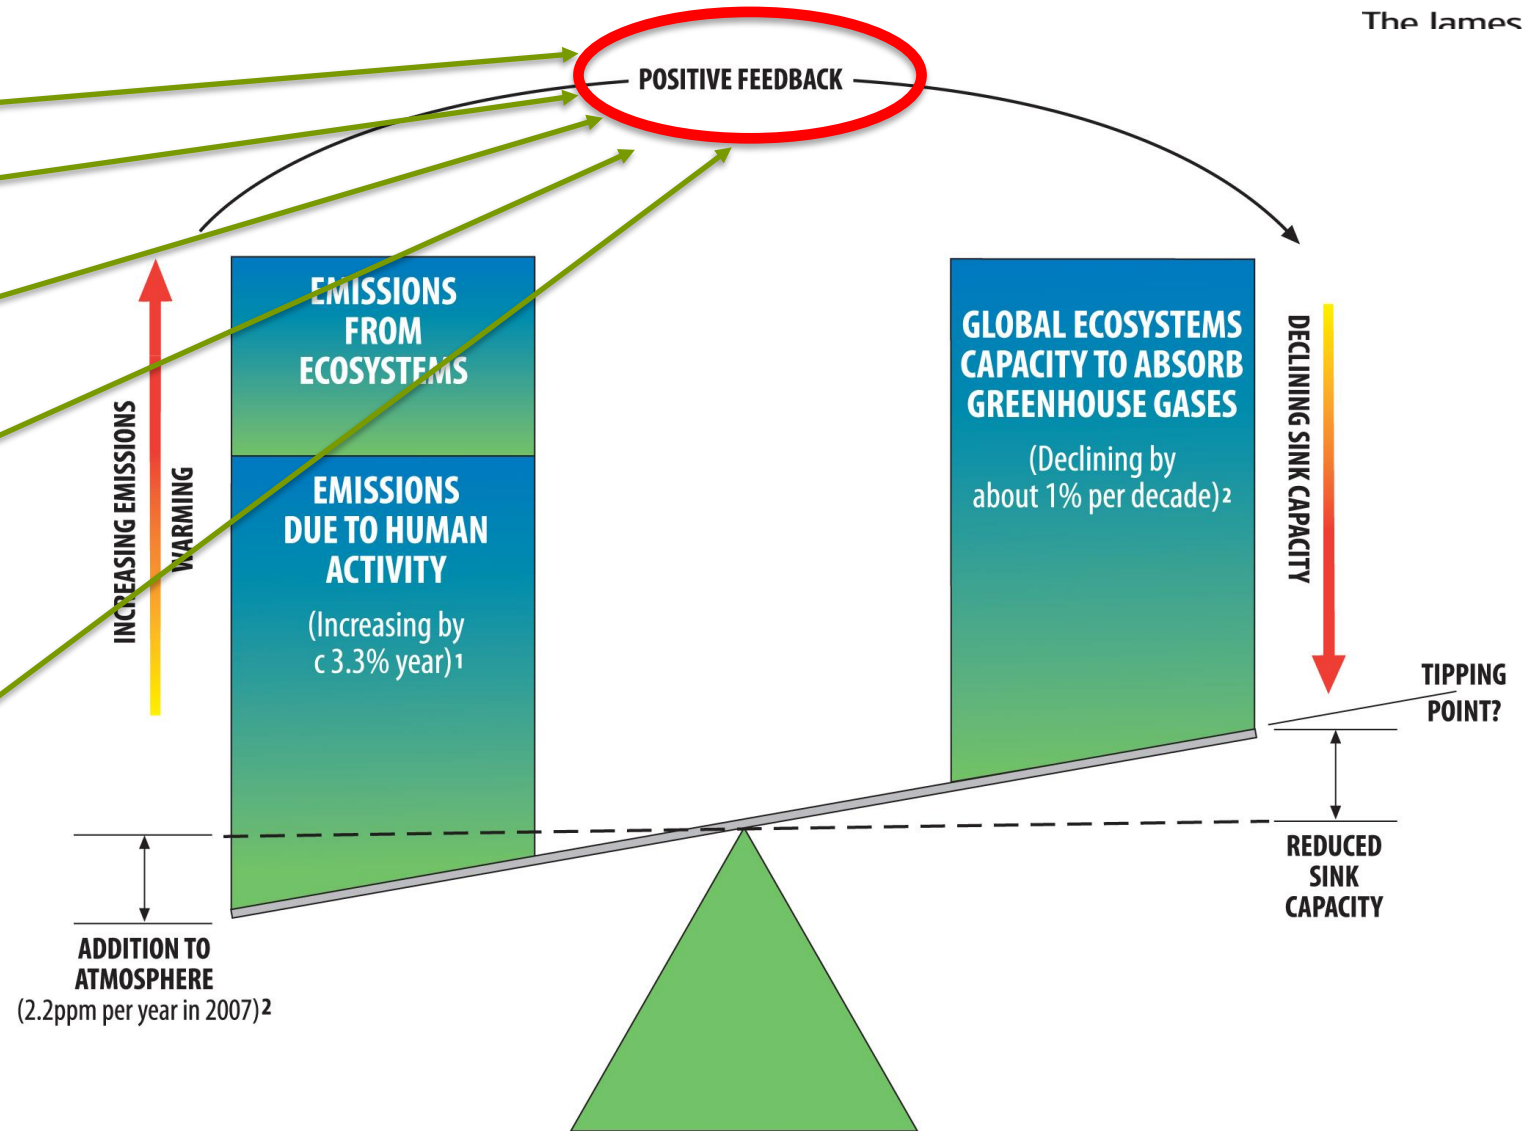 The James
POSITIVE FEEDBACK
INCREASING EMISSIONS
WARMING
EMISSIONS
FROM
ECOSYSTEMS
EMISSIONS
DUE TO HUMAN
ACTIVITY
(Increasing by
c 3.3% year)1
GLOBAL ECOSYSTEMS
CAPACITY TO ABSORB
GREENHOUSE GASES
(Declining by
about 1% per decade)2
DECLINING SINK CAPACITY
TIPPING
POINT?
REDUCED
SINK
CAPACITY
ADDITION TO
ATMOSPHERE
(2.2ppm per year in 2007)2